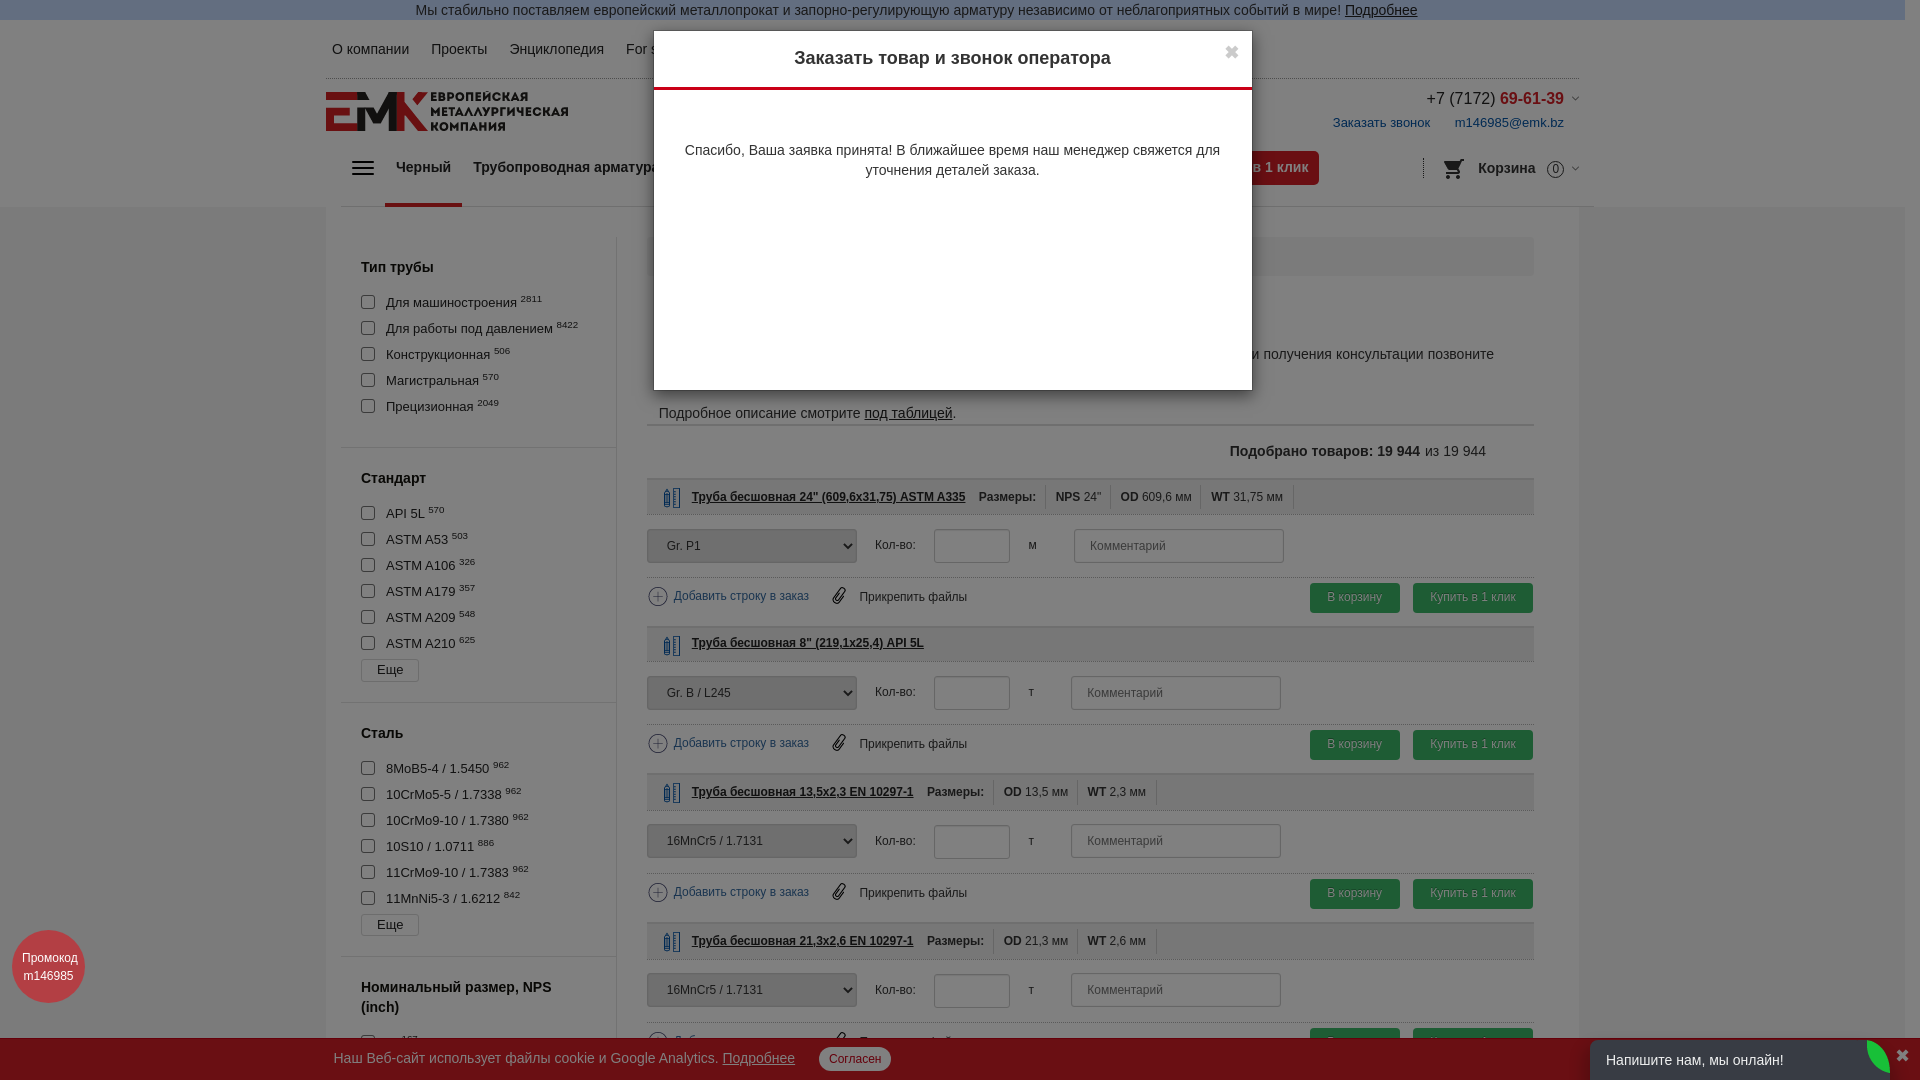 Мы стабильно поставляем европейский металлопрокат и запорно-регулирующую арматуру независимо от неблагоприятных событий в мире! Подробнее
О компании Проекты Энциклопедия For
Заказать товар и звонок оператора
✖
Спасибо, Ваша заявка принята! В ближайшее время наш менеджер свяжется для
уточнения деталей заказа.
ЕМК ЕВРОПЕЙСКАЯ
МЕТАЛЛУРГИЧЕСКАЯ
КОМПАНИЯ
+7 (7172) 69-61-39
Заказать звонок m146985@emk.bz
Черный Трубопроводная арматура в 1 клик Корзина 0
Тип трубы
Для машиностроения 2811
Для работы под давлением 8422
Конструкционная 506
Магистральная 570
Прецизионная 2049
Стандарт
API 5L 570
ASTM A53 503
ASTM A106 326
ASTM A179 357
ASTM A209 548
ASTM A210 625
Еще
Сталь
8MoB5-4 / 1.5450 962
10CrMo5-5 / 1.7338 962
10CrMo9-10 / 1.7380 962
10S10 / 1.0711 886
11CrMo9-10 / 1.7383 962
11MnNi5-3 / 1.6212 842
Еще
Номинальный размер, NPS
(inch)
и получения консультации позвоните
Подробное описание смотрите под таблицей.
Подобрано товаров: 19 944 из 19 944
Труба бесшовная 24" (609,6х31,75) ASTM A335 Размеры: NPS 24" OD 609,6 мм WT 31,75 мм
Gr. P1 Кол-во: м Комментарий
Добавить строку в заказ Прикрепить файлы В корзину Купить в 1 клик
Труба бесшовная 8" (219,1х25,4) API 5L
Gr. B / L245 Кол-во: т Комментарий
Добавить строку в заказ Прикрепить файлы В корзину Купить в 1 клик
Труба бесшовная 13,5х2,3 EN 10297-1 Размеры: OD 13,5 мм WT 2,3 мм
16MnCr5 / 1.7131 Кол-во: т Комментарий
Добавить строку в заказ Прикрепить файлы В корзину Купить в 1 клик
Труба бесшовная 21,3х2,6 EN 10297-1 Размеры: OD 21,3 мм WT 2,6 мм
16MnCr5 / 1.7131 Кол-во: т Комментарий
Промокод
m146985
Наш Веб-сайт использует файлы cookie и Google Analytics. Подробнее Согласен
Напишите нам, мы онлайн!
✖